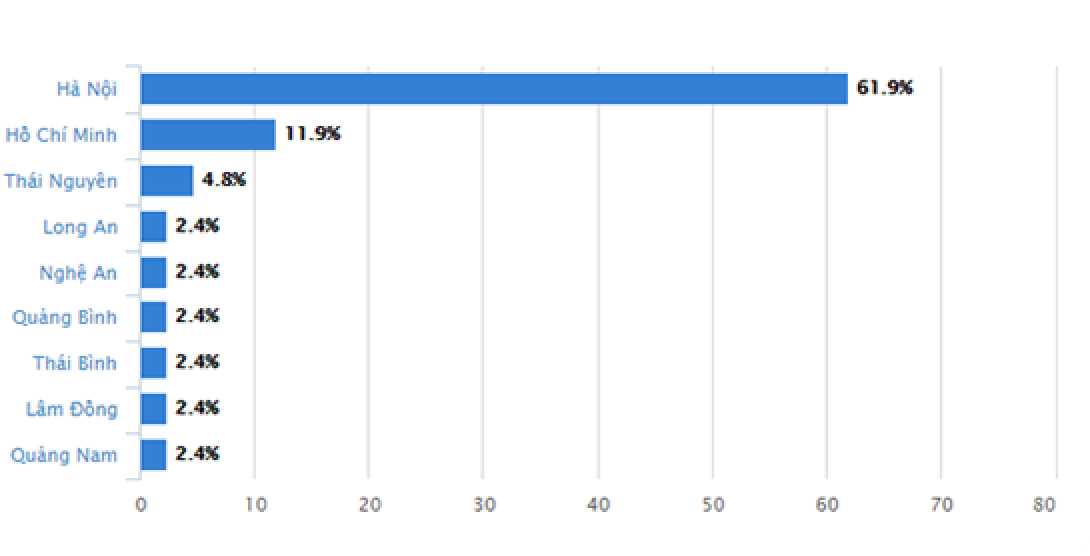 Hà Nội 61.9%
Hồ Chí Minh 11.9%
Thái Nguyên 4.8%
Long An 2.4%
Nghệ An 2.4%
Quảng Bình 2.4%
Thái Bình 2.4%
Lâm Đồng 2.4%
Quảng Nam 2.4%
0 10 20 30 40 50 60 70 80